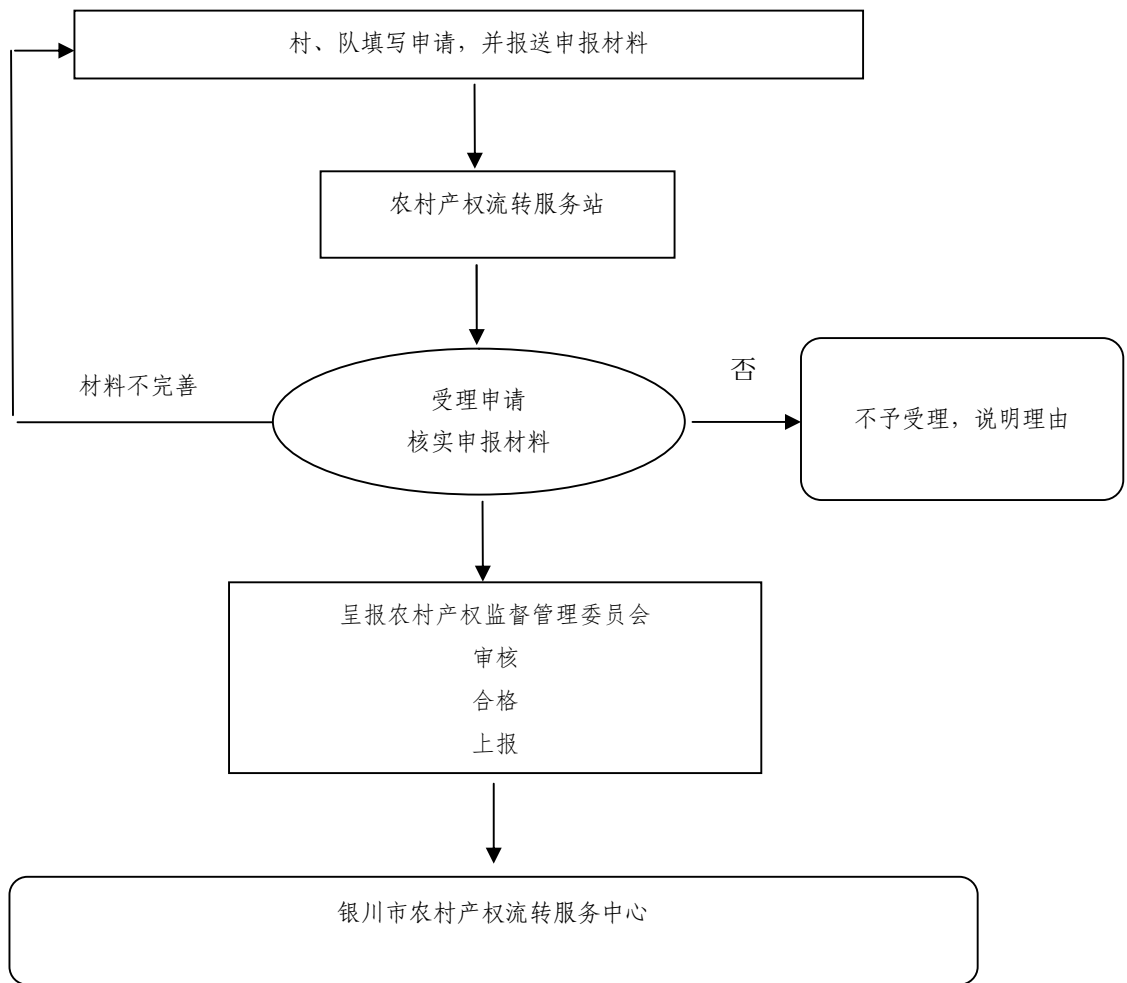 村、队填写申请，并报送申报材料
农村产权流转服务站
材料不完善
受理申请
核实申报材料
否
不予受理，说明理由
呈报农村产权监督管理委员会
审核
合格
上报
银川市农村产权流转服务中心